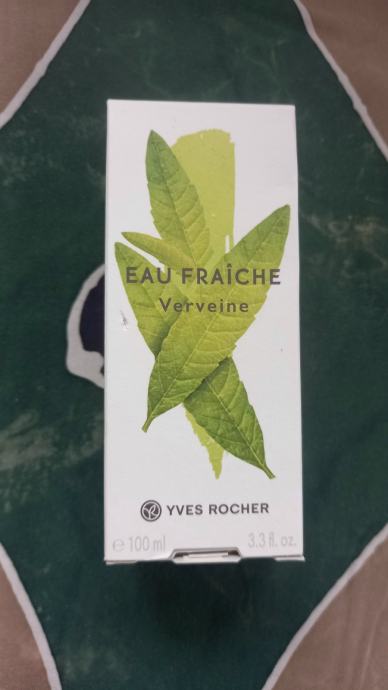 EAU FRAÎCHE
Verveine
YVES ROCHER
e 100 ml 3.3 fl. oz.